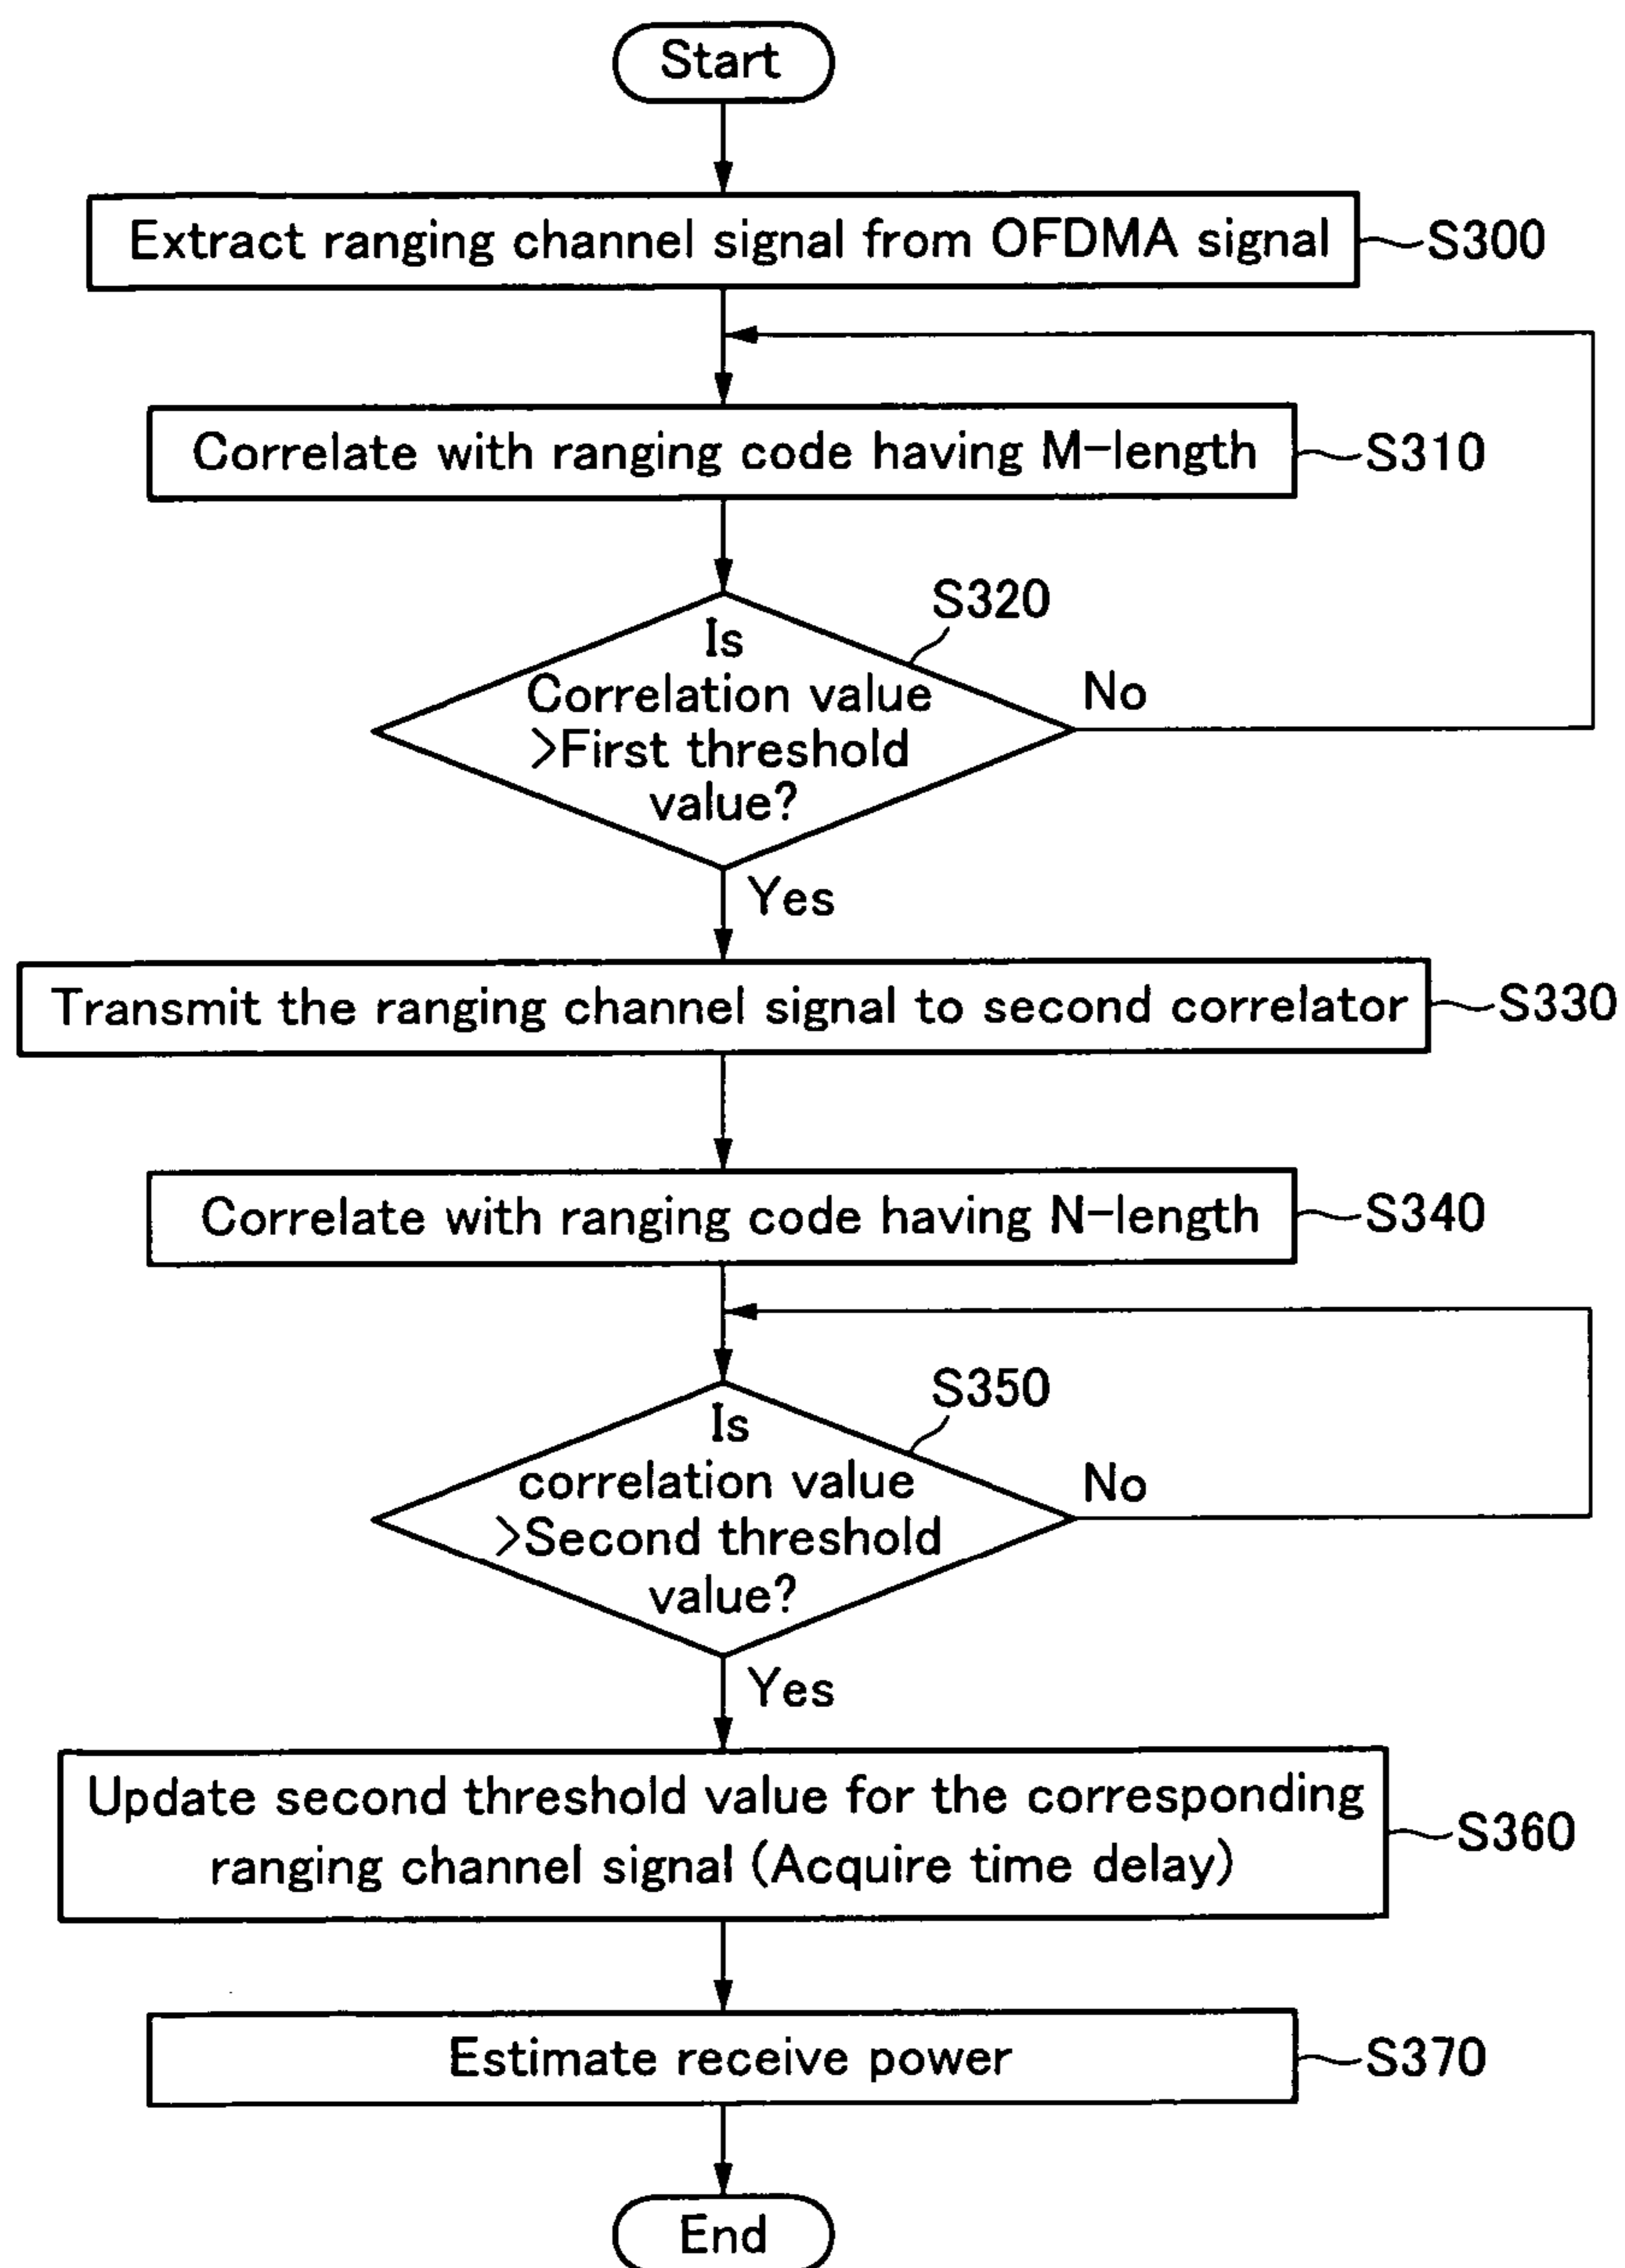 Start
Extract ranging channel signal from OFDMA signal
S300
Correlate with ranging code having M-length
S310
S320
Is
Correlation value
>First threshold
value?
No
Yes
Transmit the ranging channel signal to second correlator
S330
Correlate with ranging code having N-length
S340
S350
Is
correlation value
>Second threshold
value?
No
Yes
Update second threshold value for the corresponding
ranging channel signal (Acquire time delay)
S360
Estimate receive power
S370
End